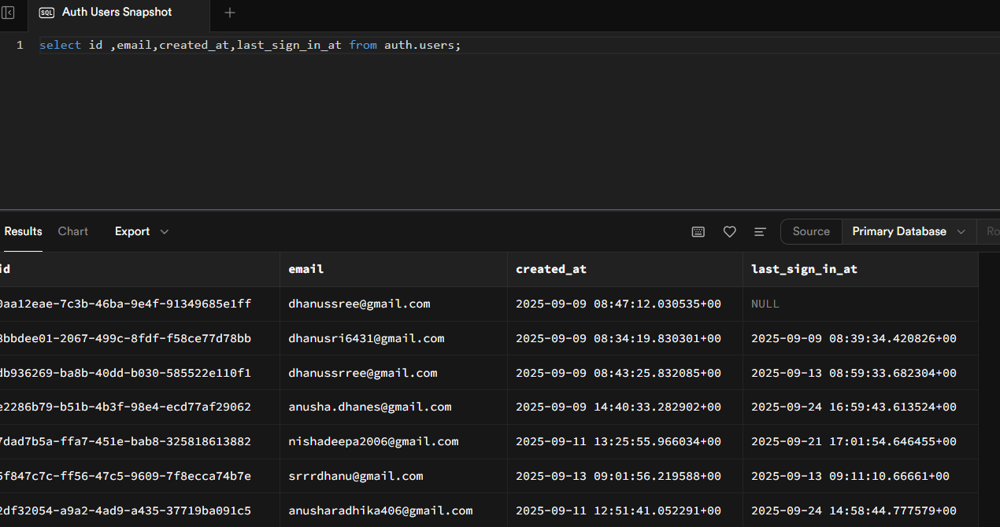 SQL Auth Users Snapshot
1 select id ,email,created_at,last_sign_in_at from auth.users;
Results Chart Export Source Primary Database Ro
id email created_at last_sign_in_at
0aa12eae-7c3b-46ba-9e4f-91349685e1ff dhanussree@gmail.com 2025-09-09 08:47:12.030535+00 NULL
8bbdee01-2067-499c-8fdf-f58ce77d78bb dhanusri6431@gmail.com 2025-09-09 08:34:19.830301+00 2025-09-09 08:39:34.420826+00
db936269-ba8b-40dd-b030-585522e110f1 dhanussrree@gmail.com 2025-09-09 08:43:25.832085+00 2025-09-13 08:59:33.682304+00
e2286b79-b51b-4b3f-98e4-ecd77af29062 anusha.dhanes@gmail.com 2025-09-09 14:40:33.282902+00 2025-09-24 16:59:43.613524+00
7dad7b5a-ffa7-451e-bab8-325818613882 nishadeepa2006@gmail.com 2025-09-11 13:25:55.966034+00 2025-09-21 17:01:54.646455+00
5f847c7c-ff56-47c5-9609-7f8ecca74b7e srrrdhanu@gmail.com 2025-09-13 09:01:56.219588+00 2025-09-13 09:11:10.66661+00
2df32054-a9a2-4ad9-a435-37719ba091c5 anusharadhika406@gmail.com 2025-09-11 12:51:41.052291+00 2025-09-24 14:58:44.777579+00